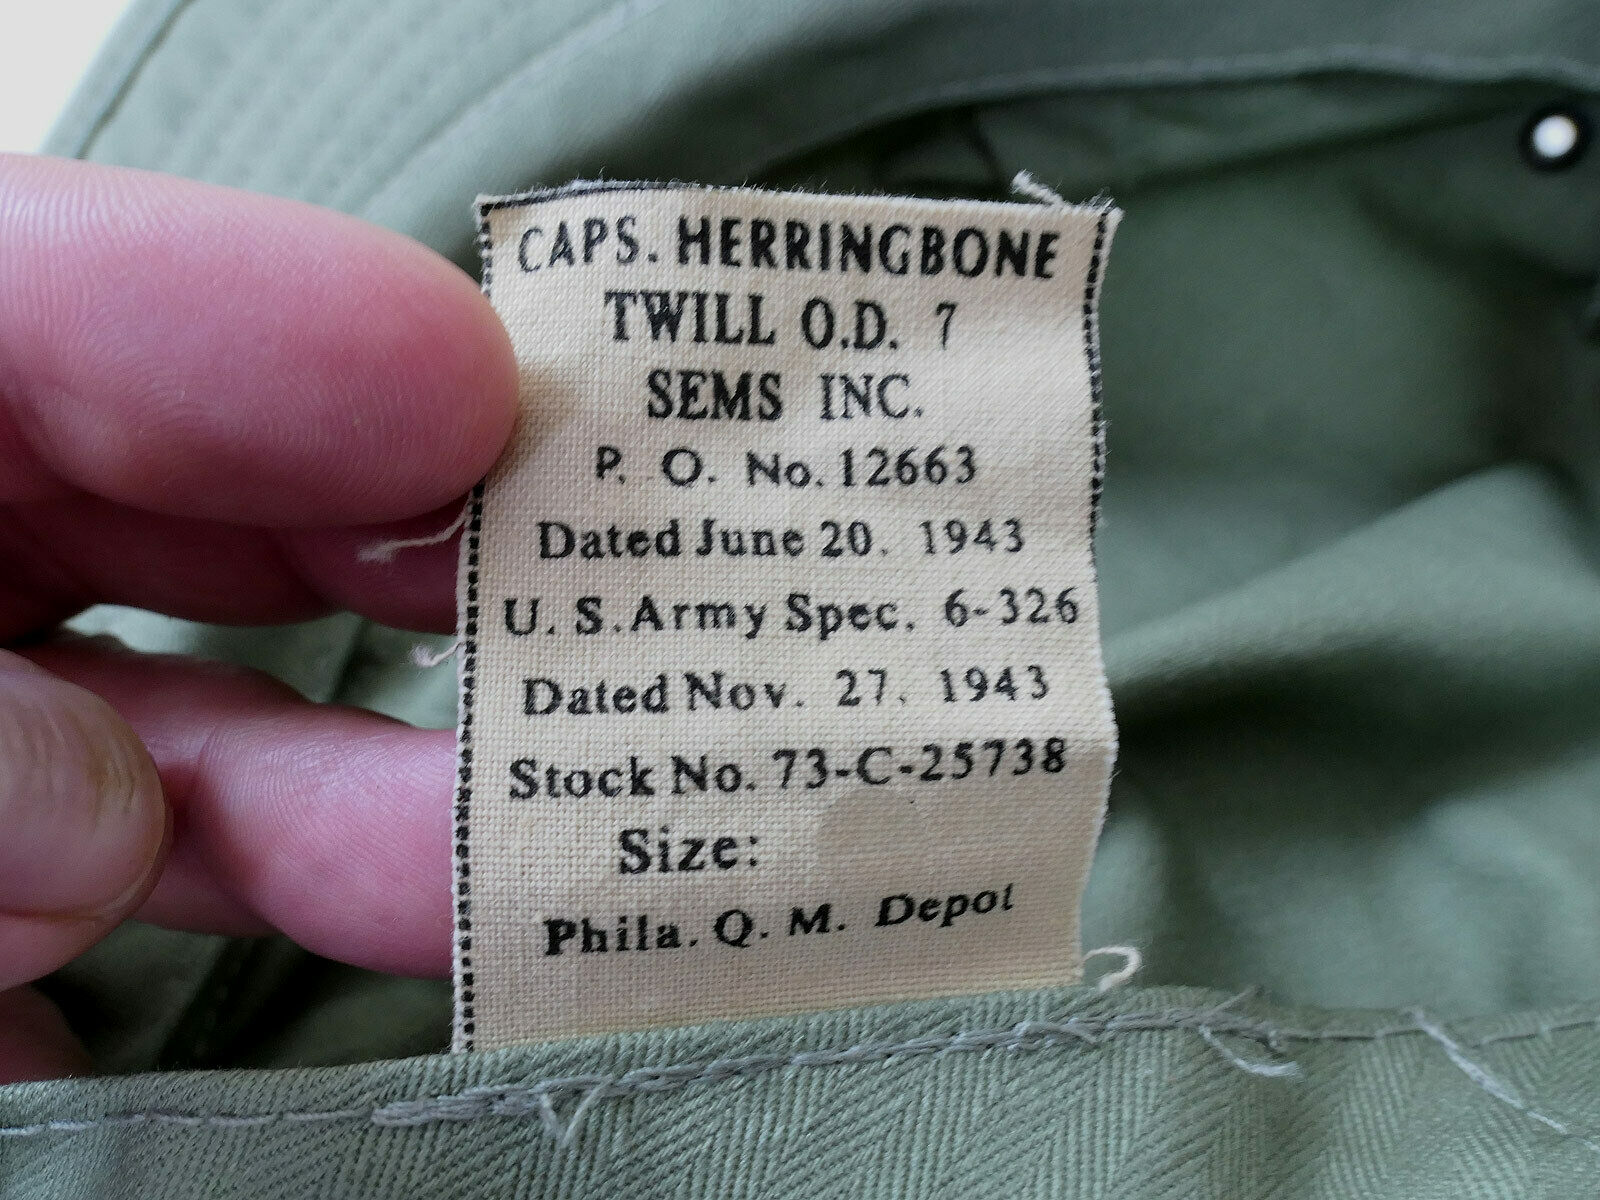 CAPS. HERRINGBONE
TWILL O.D. 7
SEMS INC.
P. O. No. 12663
Dated June 20. 1943
U. S. Army Spec. 6-326
Dated Nov. 27. 1943
Stock No. 73-C-25738
Size:
Phila. Q. M. Depot